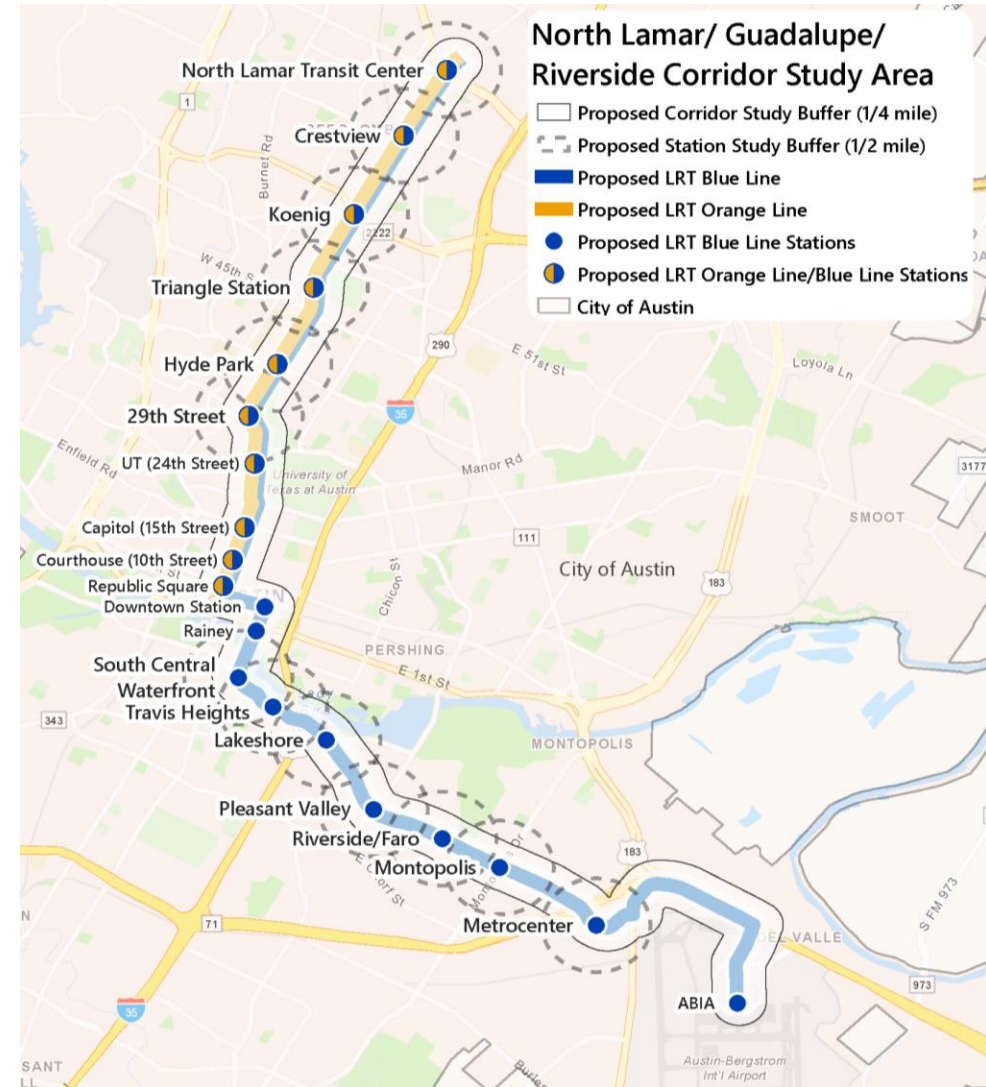 North Lamar/ Guadalupe/
Riverside Corridor Study Area
Proposed Corridor Study Buffer (1/4 mile)
Proposed Station Study Buffer (1/2 mile)
Proposed LRT Blue Line
Proposed LRT Orange Line
Proposed LRT Blue Line Stations
Proposed LRT Orange Line/Blue Line Stations
City of Austin
North Lamar Transit Center
1
Crestview
Burnet Rd
Koenig
2222
W 45th S
Triangle Station
290
E 51st St
Loyola Ln
Hyde Park
35
29th Street
Enfield Rd
UT (24th Street)
University of
Texas at Austin
Manor Rd
3177
Capitol (15th Street)
SMOOT
111
Courthouse (10th Street)
City of Austin
183
Republic Square
Chicon St
Downtown Station
Rainey
PERSHING
E 1st St
South Central
Waterfront
Travis Heights
343
Lakeshore
MONTOPOLIS
Pleasant Valley
Riverside/Faro
183
Montopolis
71
Metrocenter
DEL VALLE
S FM 973
973
ABIA
35
Austin-Bergstrom
Int'l Airport